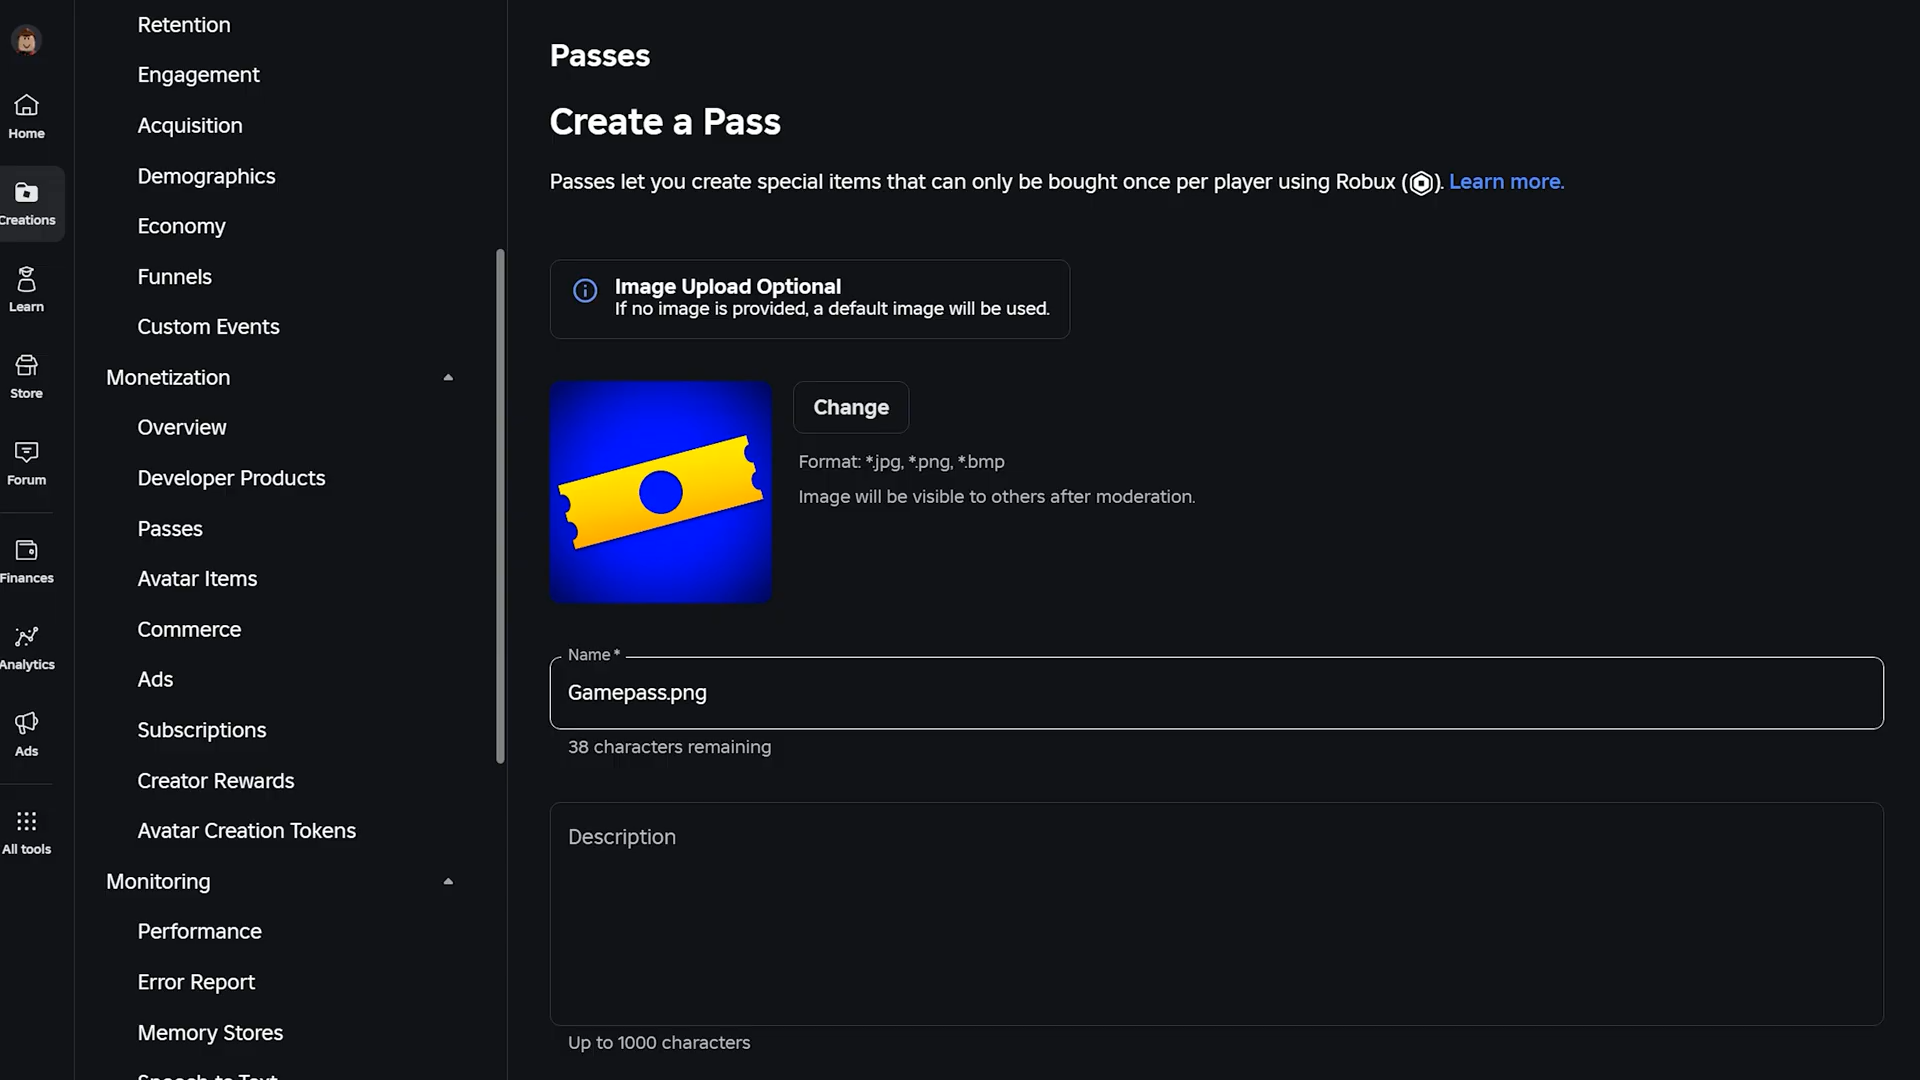 Home
Creations
Learn
Store
Forum
Finances
Analytics
Ads
All tools
Retention
Engagement
Acquisition
Demographics
Economy
Funnels
Custom Events
Monetization
Overview
Developer Products
Passes
Avatar Items
Commerce
Ads
Subscriptions
Creator Rewards
Avatar Creation Tokens
Monitoring
Performance
Error Report
Memory Stores
Speech to Text
Passes
Create a Pass
Passes let you create special items that can only be bought once per player using Robux (). Learn more.
Image Upload Optional
If no image is provided, a default image will be used.
Change
Format: *.jpg, *.png, *.bmp
Image will be visible to others after moderation.
Name *
Gamepass.png
38 characters remaining
Description
Up to 1000 characters